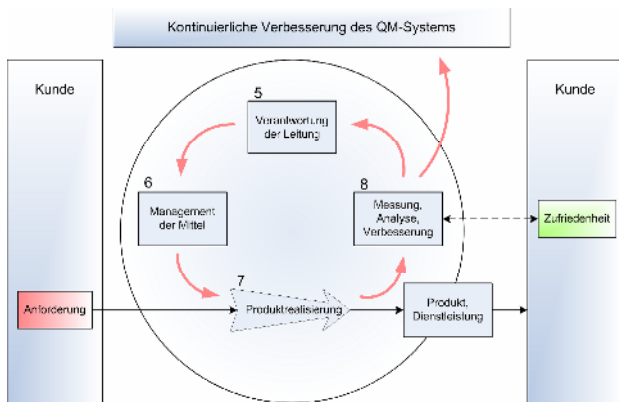 Kontinuierliche Verbesserung des QM-Systems
Kunde
Kunde
5
Verantwortung
der Leitung
6
Management
der Mittel
8
Messung,
Analyse,
Verbesserung
Zufriedenheit
7
Anforderung
Produktrealisierung
Produkt,
Dienstleistung